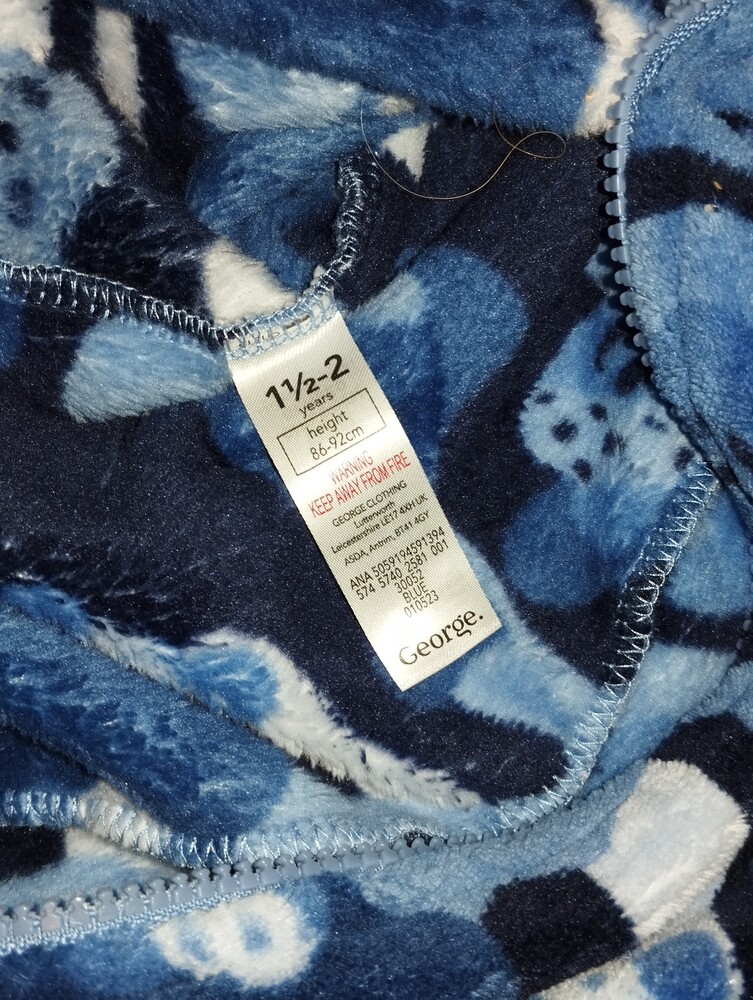 1½-2
years
height
86-92cm
WARNING
KEEP AWAY FROM FIRE
GEORGE CLOTHING
Lutterworth
Leicestershire LE17 4XH UK
ASDA, Antrim, BT41 4GY
ANA 5059194591394
574 5740 2581 001
30052
BLUE
010523
George.